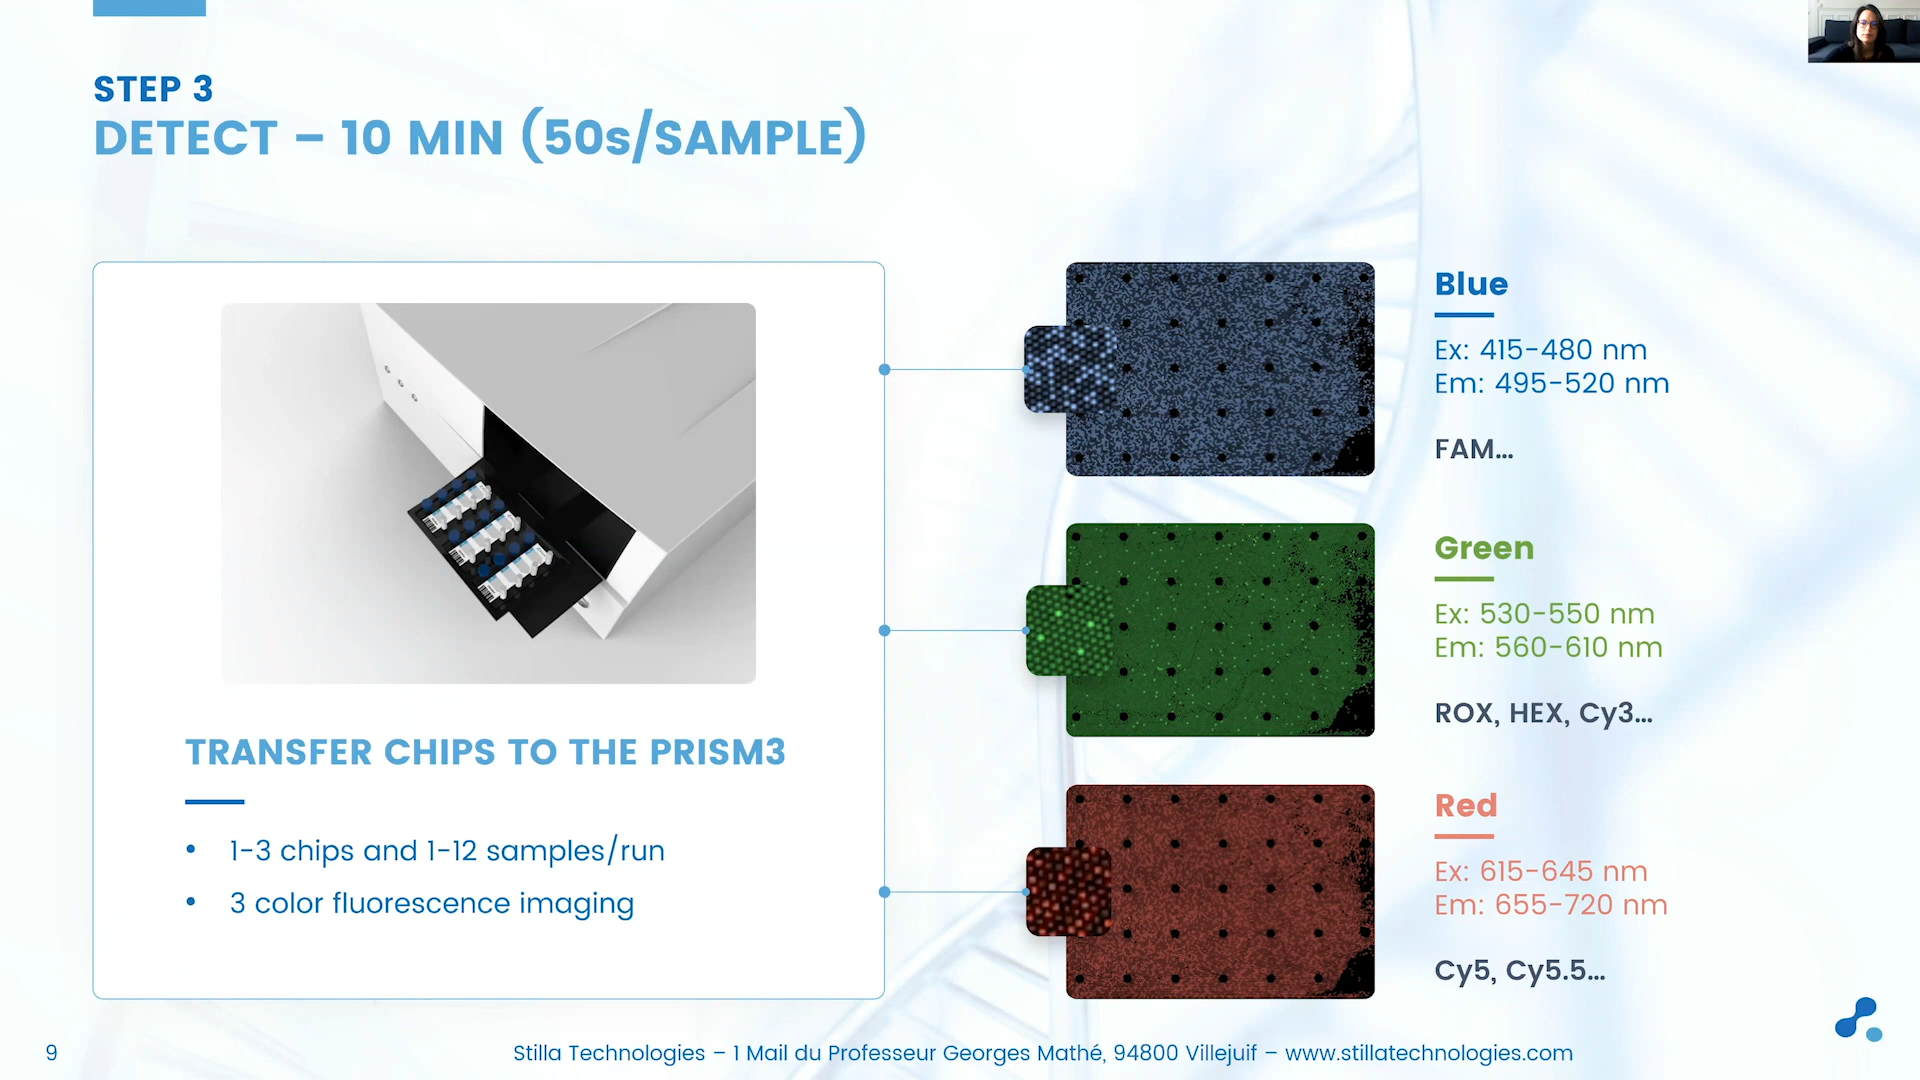 STEP 3
DETECT – 10 MIN (50s/SAMPLE)
TRANSFER CHIPS TO THE PRISM3
• 1-3 chips and 1-12 samples/run
• 3 color fluorescence imaging
Blue
Ex: 415-480 nm
Em: 495-520 nm
FAM...
Green
Ex: 530-550 nm
Em: 560-610 nm
ROX, HEX, Cy3...
Red
Ex: 615-645 nm
Em: 655-720 nm
Cy5, Cy5.5...
9
Stilla Technologies – 1 Mail du Professeur Georges Mathé, 94800 Villejuif – www.stillatechnologies.com